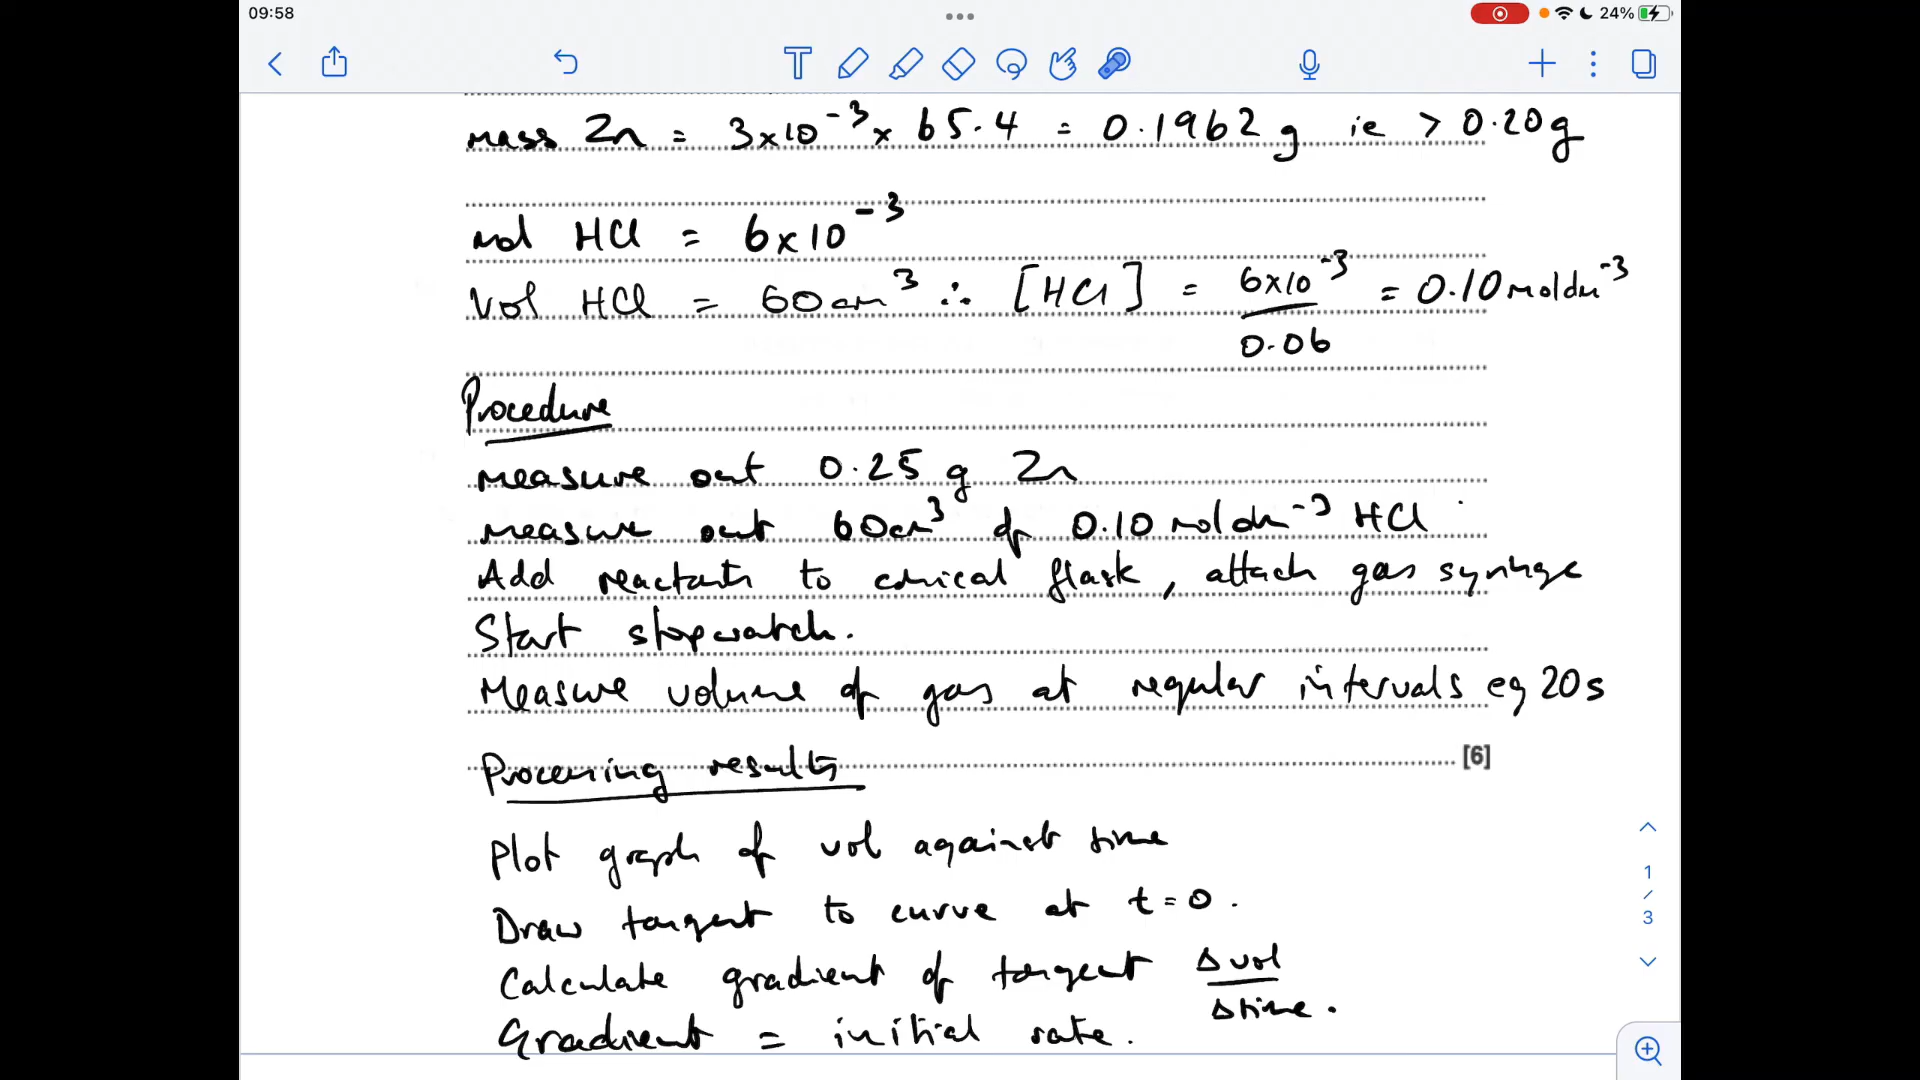 09:58
24%
mass Zn = 3x10⁻³ x 65.4 = 0.1962 g ie > 0.20g
mol HCl = 6x10⁻³
Vol HCl = 60cm³ ∴ [HCl] = 6x10⁻³ / 0.06 = 0.10 moldm⁻³
Procedure
Measure out 0.25 g Zn
Measure out 60cm³ of 0.10 moldm⁻³ HCl
Add reactants to conical flask, attach gas syringe
Start stopwatch.
Measure volume of gas at regular intervals eg 20s
[6]
Processing results
Plot graph of vol against time
Draw tangent to curve at t=0.
Calculate gradient of tangent Δvol / Δtime.
Gradient = initial rate.
1
/
3